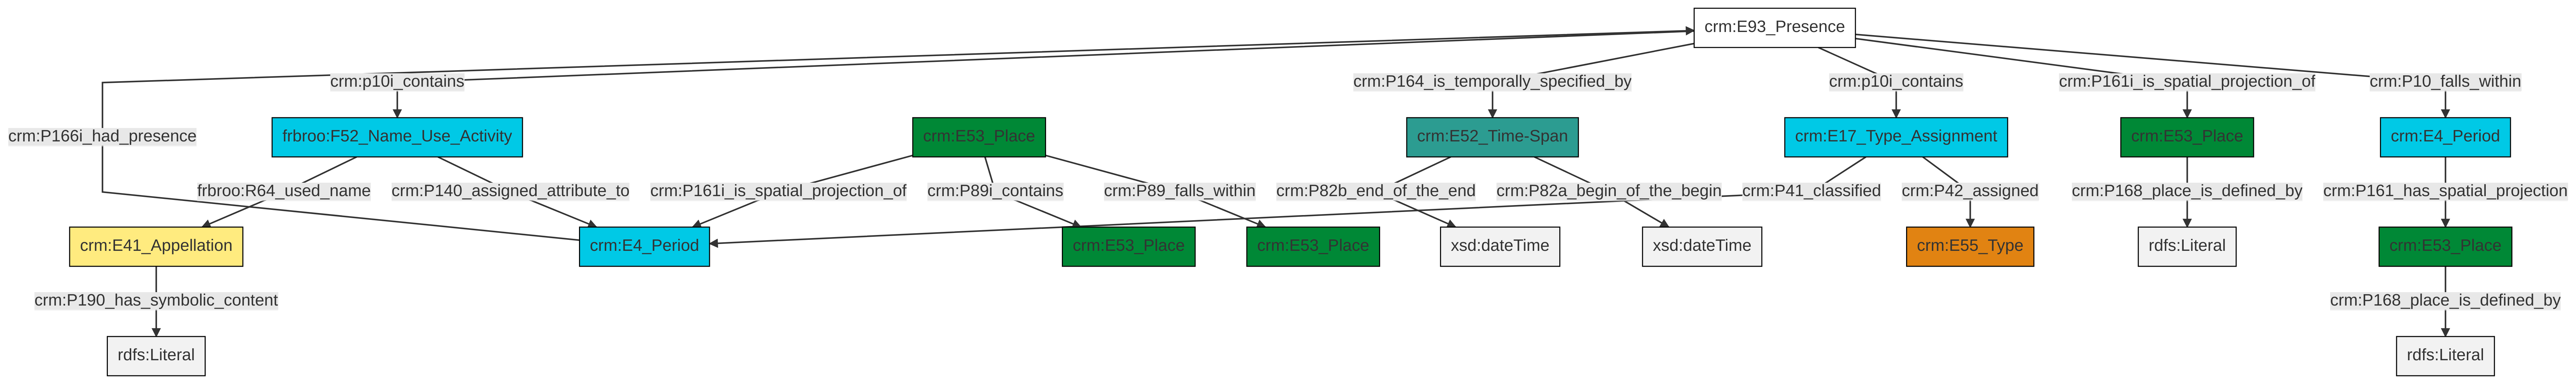 crm:E93_Presence
crm:p10i_contains
crm:P164_is_temporally_specified_by
crm:p10i_contains
crm:P161i_is_spatial_projection_of
crm:P10_falls_within
crm:P166i_had_presence
frbroo:F52_Name_Use_Activity
crm:E53_Place
crm:E52_Time-Span
crm:E17_Type_Assignment
crm:E53_Place
crm:E4_Period
frbroo:R64_used_name
crm:P140_assigned_attribute_to
crm:P161i_is_spatial_projection_of
crm:P89i_contains
crm:P89_falls_within
crm:P82b_end_of_the_end
crm:P82a_begin_of_the_begin
crm:P41_classified
crm:P42_assigned
crm:P168_place_is_defined_by
crm:P161_has_spatial_projection
crm:E41_Appellation
crm:E4_Period
crm:E53_Place
crm:E53_Place
xsd:dateTime
xsd:dateTime
crm:E55_Type
rdfs:Literal
crm:E53_Place
crm:P190_has_symbolic_content
crm:P168_place_is_defined_by
rdfs:Literal
rdfs:Literal